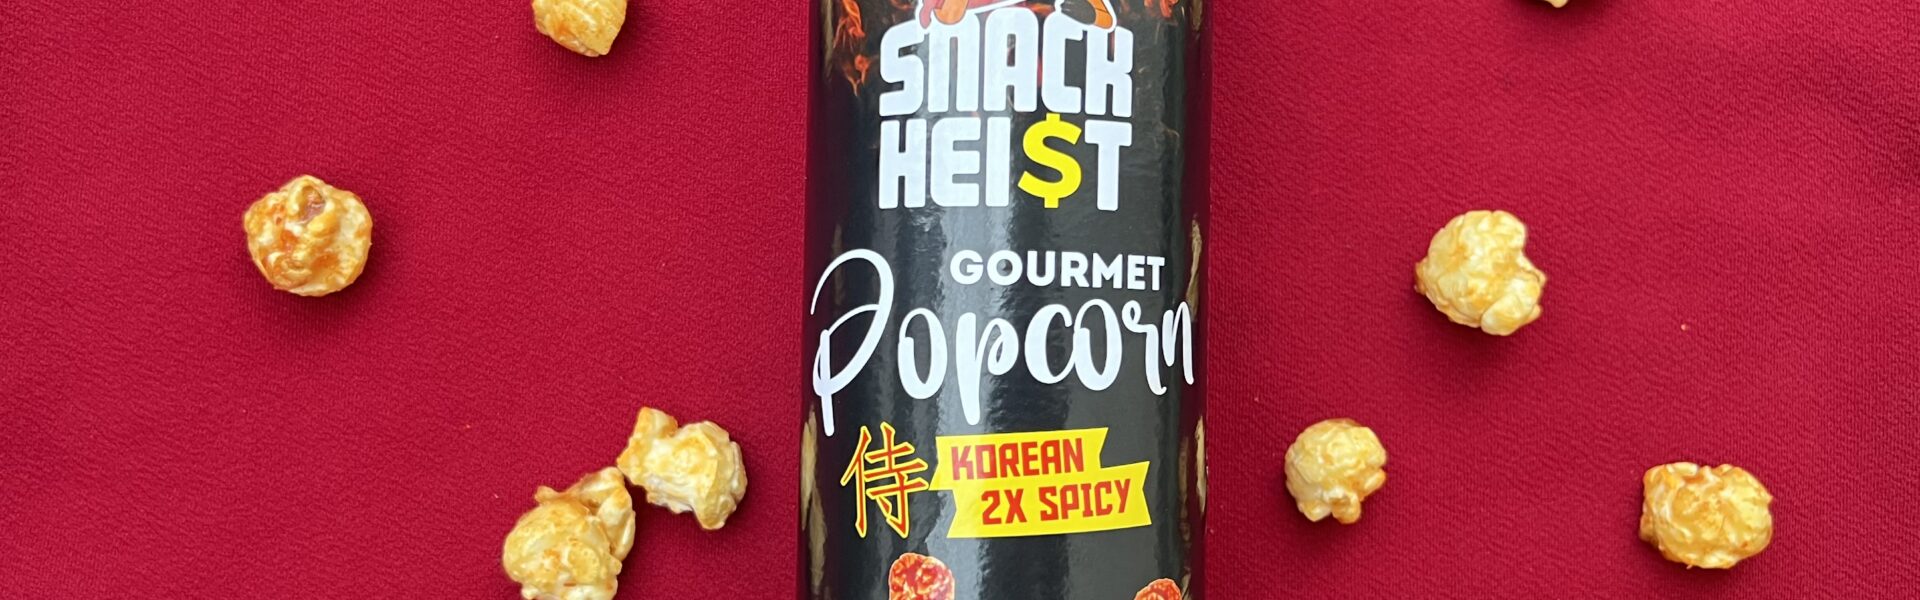 SNACK
HEI$T
GOURMET
Popcorn
侍
KOREAN
2X SPICY